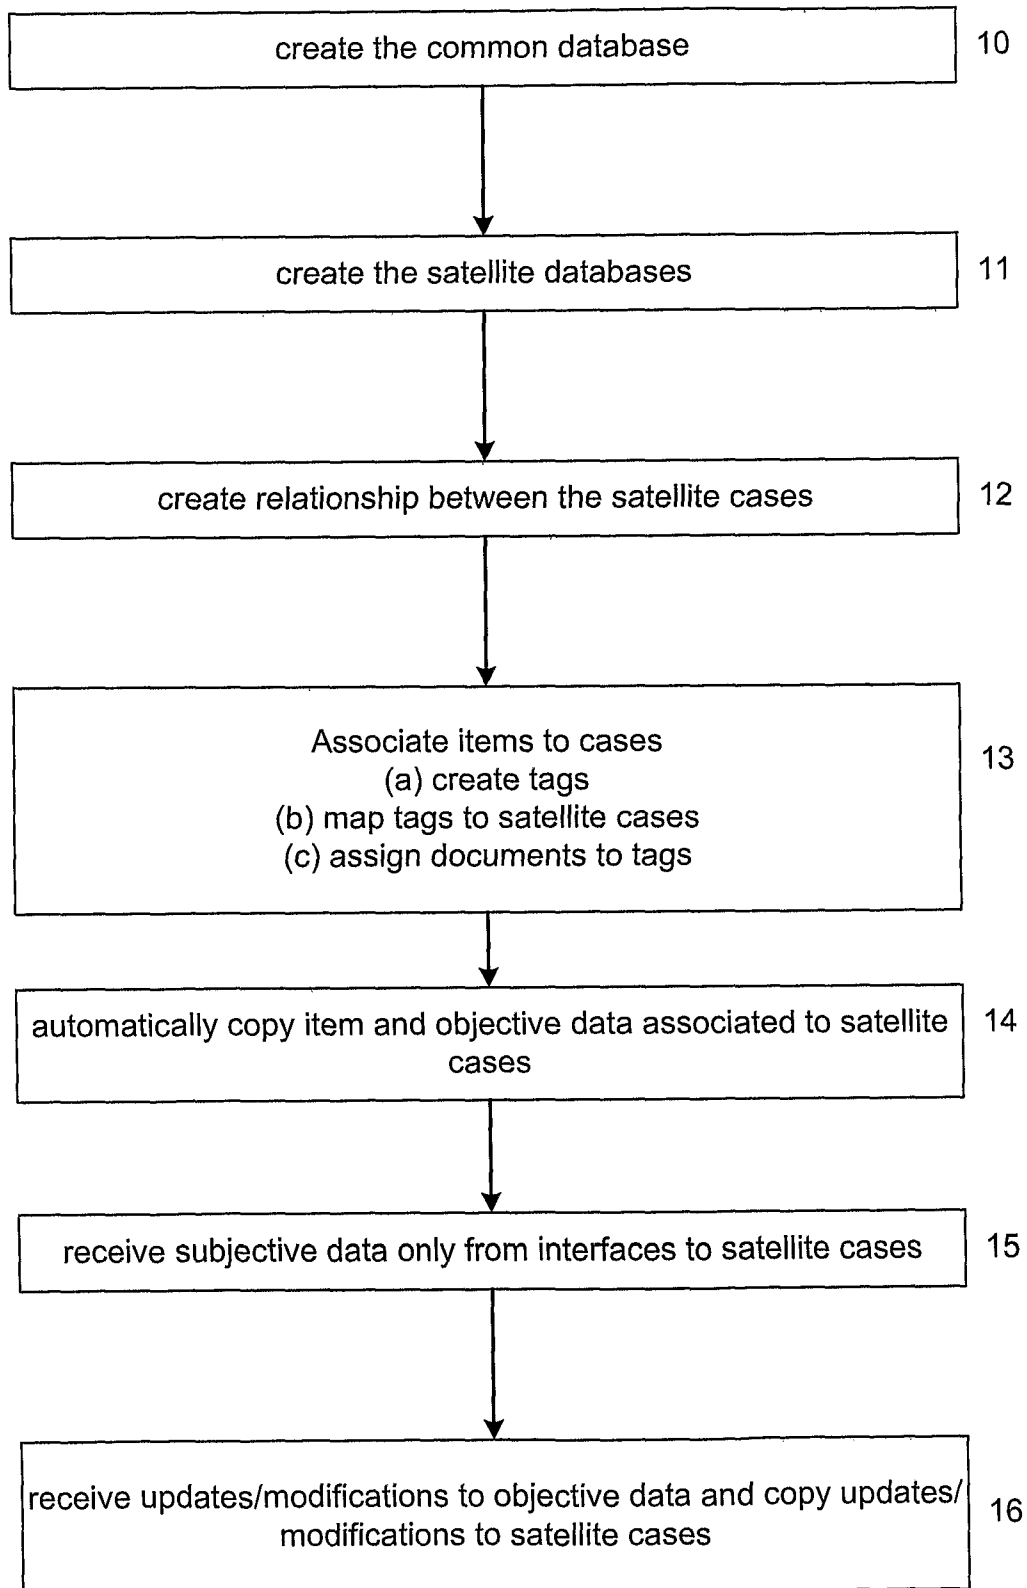 create the common database
10
create the satellite databases
11
create relationship between the satellite cases
12
Associate items to cases
(a) create tags
(b) map tags to satellite cases
(c) assign documents to tags
13
automatically copy item and objective data associated to satellite
cases
14
receive subjective data only from interfaces to satellite cases
15
receive updates/modifications to objective data and copy updates/
modifications to satellite cases
16